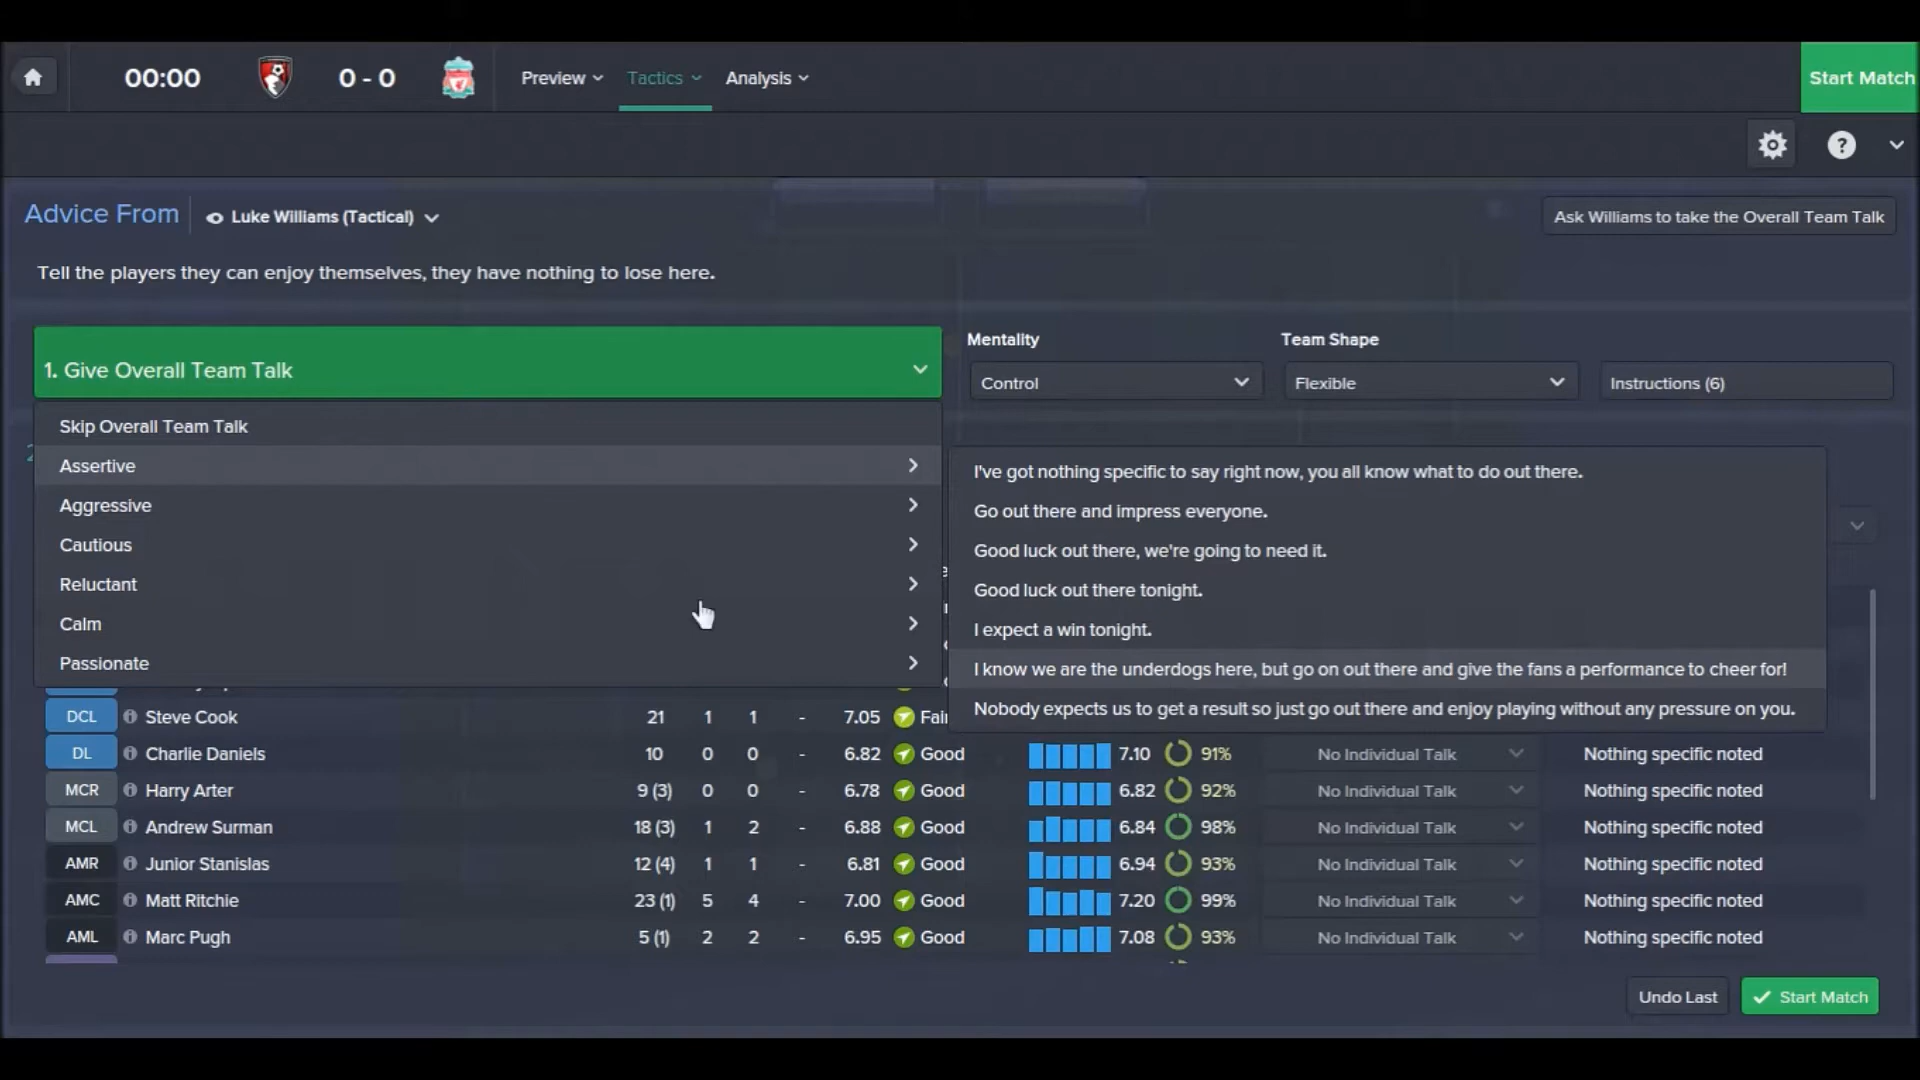 00:00 0 - 0 Preview Tactics Analysis Start Match
?
Advice From Luke Williams (Tactical) Ask Williams to take the Overall Team Talk
Tell the players they can enjoy themselves, they have nothing to lose here.
Mentality Team Shape
1. Give Overall Team Talk Control Flexible Instructions (6)
Skip Overall Team Talk
Assertive
Aggressive
Cautious
Reluctant
Calm
Passionate
I've got nothing specific to say right now, you all know what to do out there.
Go out there and impress everyone.
Good luck out there, we're going to need it.
Good luck out there tonight.
I expect a win tonight.
I know we are the underdogs here, but go on out there and give the fans a performance to cheer for!
Nobody expects us to get a result so just go out there and enjoy playing without any pressure on you.
DCL Steve Cook 21 1 1 - 7.05
DL Charlie Daniels 10 0 0 - 6.82 Good 7.10 91% No Individual Talk Nothing specific noted
MCR Harry Arter 9 (3) 0 0 - 6.78 Good 6.82 92% No Individual Talk Nothing specific noted
MCL Andrew Surman 18 (3) 1 2 - 6.88 Good 6.84 98% No Individual Talk Nothing specific noted
AMR Junior Stanislas 12 (4) 1 1 - 6.81 Good 6.94 93% No Individual Talk Nothing specific noted
AMC Matt Ritchie 23 (1) 5 4 - 7.00 Good 7.20 99% No Individual Talk Nothing specific noted
AML Marc Pugh 5 (1) 2 2 - 6.95 Good 7.08 93% No Individual Talk Nothing specific noted
Undo Last Start Match